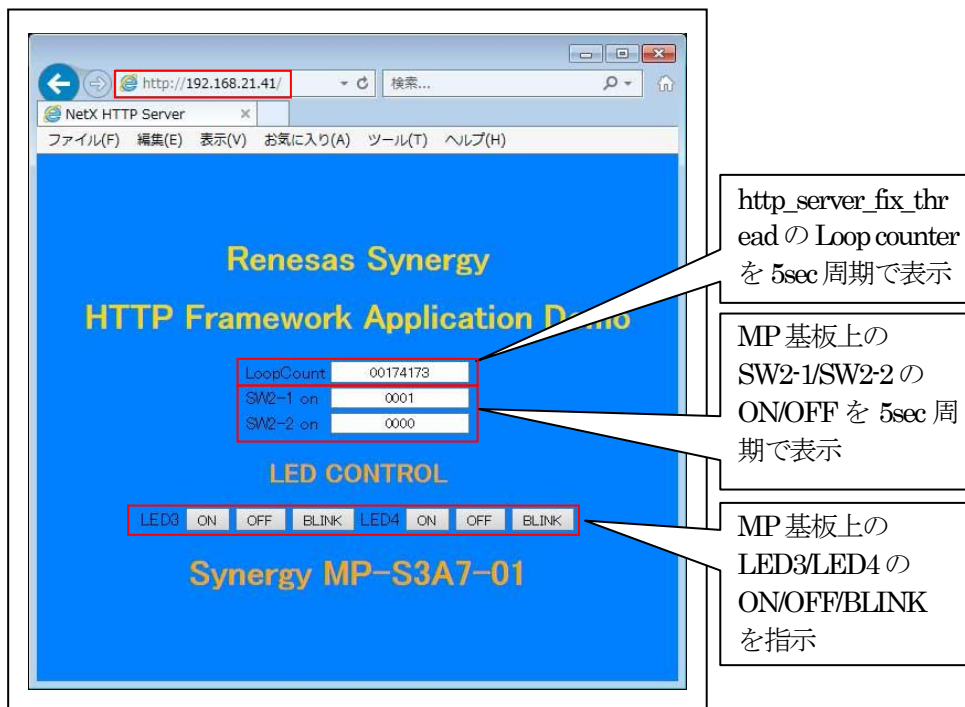 http://192.168.21.41/
検索...
NetX HTTP Server
ファイル(F) 編集(E) 表示(V) お気に入り(A) ツール(T) ヘルプ(H)
Renesas Synergy
HTTP Framework Application Demo
LoopCount 00174173
SW2-1 on 0001
SW2-2 on 0000
LED CONTROL
LED3 ON OFF BLINK LED4 ON OFF BLINK
Synergy MP-S3A7-01
http_server_fix_thr
ead の Loop counter
を 5sec 周期で表示
MP 基板上の
SW2-1/SW2-2 の
ON/OFF を 5sec 周
期で表示
MP 基板上の
LED3/LED4 の
ON/OFF/BLINK
を指示